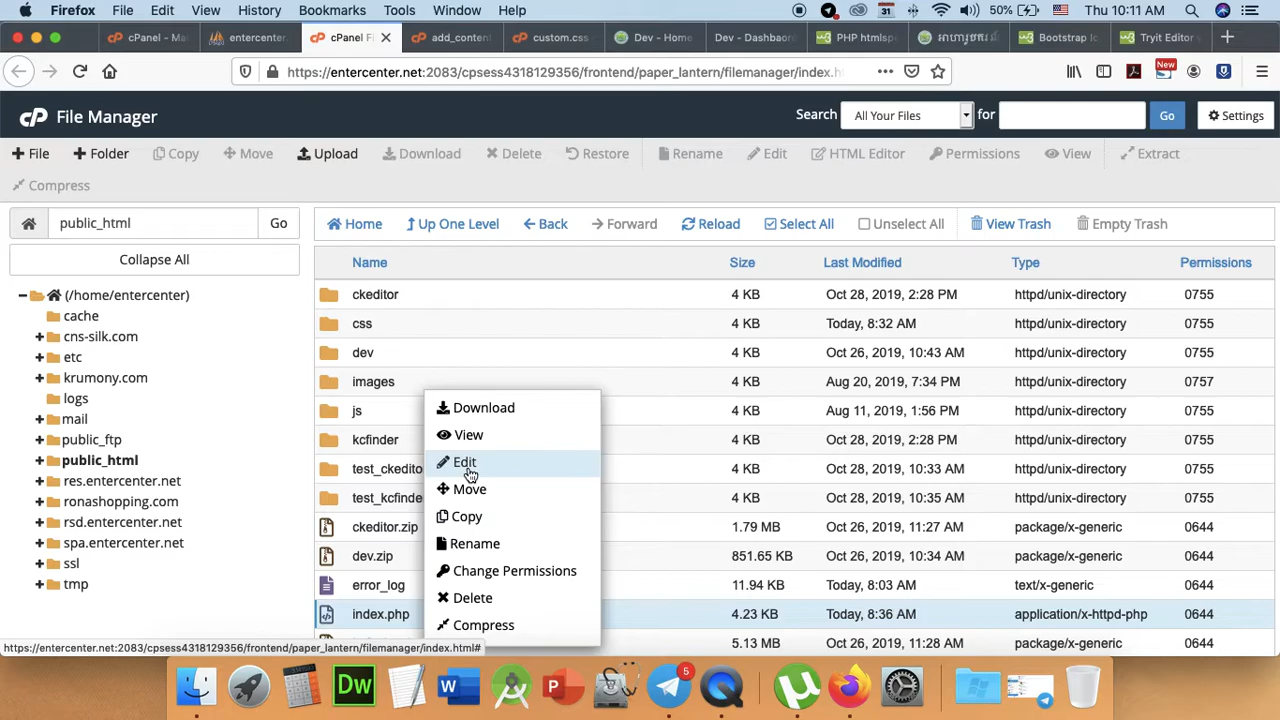 Firefox File Edit View History Bookmarks Tools Window Help 50% Thu 10:11 AM
cPanel - Ma entercenter. cPanel Fi add_content custom.css Dev - Home Dev - Dashbaor PHP htmlsp Bootstrap Ic Tryit Editor
https://entercenter.net:2083/cpsess4318129356/frontend/paper_lantern/filemanager/index.h New
cP File Manager Search All Your Files for Go Settings
File Folder Copy Move Upload Download Delete Restore Rename Edit HTML Editor Permissions View Extract
Compress
public_html Go Home Up One Level Back Forward Reload Select All Unselect All View Trash Empty Trash
Collapse All
Name Size Last Modified Type Permissions
(/home/entercenter)
cache
cns-silk.com
etc
krumony.com
logs
mail
public_ftp
public_html
res.entercenter.net
ronashopping.com
rsd.entercenter.net
spa.entercenter.net
ssl
tmp
ckeditor 4 KB Oct 28, 2019, 2:28 PM httpd/unix-directory 0755
css 4 KB Today, 8:32 AM httpd/unix-directory 0755
dev 4 KB Oct 26, 2019, 10:43 AM httpd/unix-directory 0755
images 4 KB Aug 20, 2019, 7:34 PM httpd/unix-directory 0757
js 4 KB Aug 11, 2019, 1:56 PM httpd/unix-directory 0755
kcfinder 4 KB Oct 28, 2019, 2:28 PM httpd/unix-directory 0755
test_ckedito 4 KB Oct 26, 2019, 10:33 AM httpd/unix-directory 0755
test_kcfinde 4 KB Oct 26, 2019, 10:35 AM httpd/unix-directory 0755
ckeditor.zip 1.79 MB Oct 26, 2019, 11:27 AM package/x-generic 0644
dev.zip 851.65 KB Oct 26, 2019, 10:34 AM package/x-generic 0644
error_log 11.94 KB Today, 8:03 AM text/x-generic 0644
index.php 4.23 KB Today, 8:36 AM application/x-httpd-php 0644
5.13 MB Oct 26, 2019, 11:28 AM package/x-generic 0644
Download
View
Edit
Move
Copy
Rename
Change Permissions
Delete
Compress
https://entercenter.net:2083/cpsess4318129356/frontend/paper_lantern/filemanager/index.html#
Dw W P 5